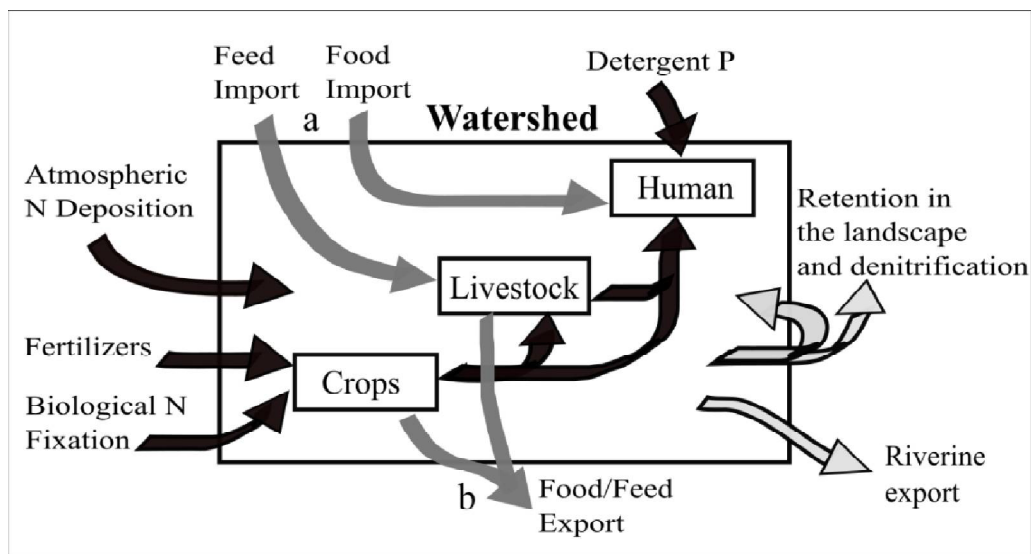 Feed
Import
Food
Import
a
Detergent P
Watershed
Atmospheric
N Deposition
Human
Retention in
the landscape
and denitrification
Livestock
Fertilizers
Crops
Biological N
Fixation
b
Food/Feed
Export
Riverine
export